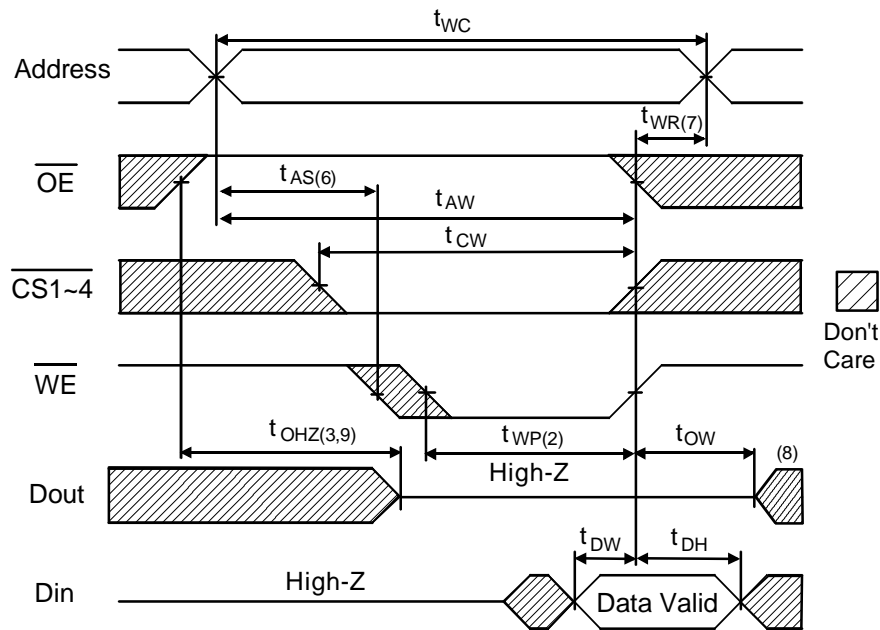 tWC
Address
tWR(7)
OE
tAS(6)
tAW
tCW
CS1~4
Don't
Care
WE
tOHZ(3,9)
tWP(2)
tOW
High-Z
(8)
Dout
tDW
tDH
High-Z
Din
Data Valid